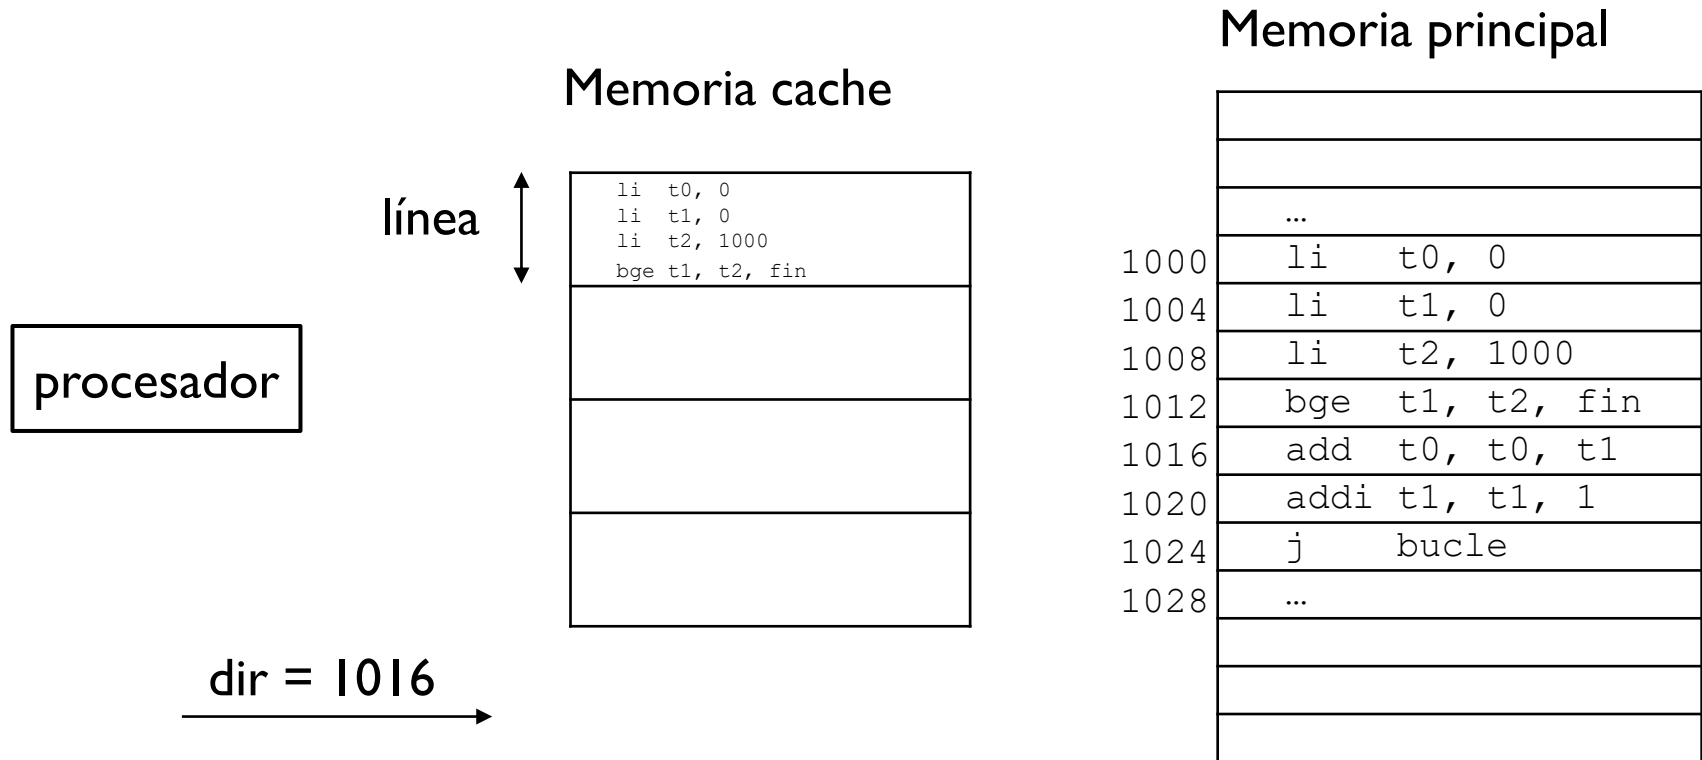 Memoria principal
Memoria cache
línea
li t0, 0
li t1, 0
li t2, 1000
bge t1, t2, fin
procesador
dir = 1016
…
1000 li t0, 0
1004 li t1, 0
1008 li t2, 1000
1012 bge t1, t2, fin
1016 add t0, t0, t1
1020 addi t1, t1, 1
1024 j bucle
1028 …